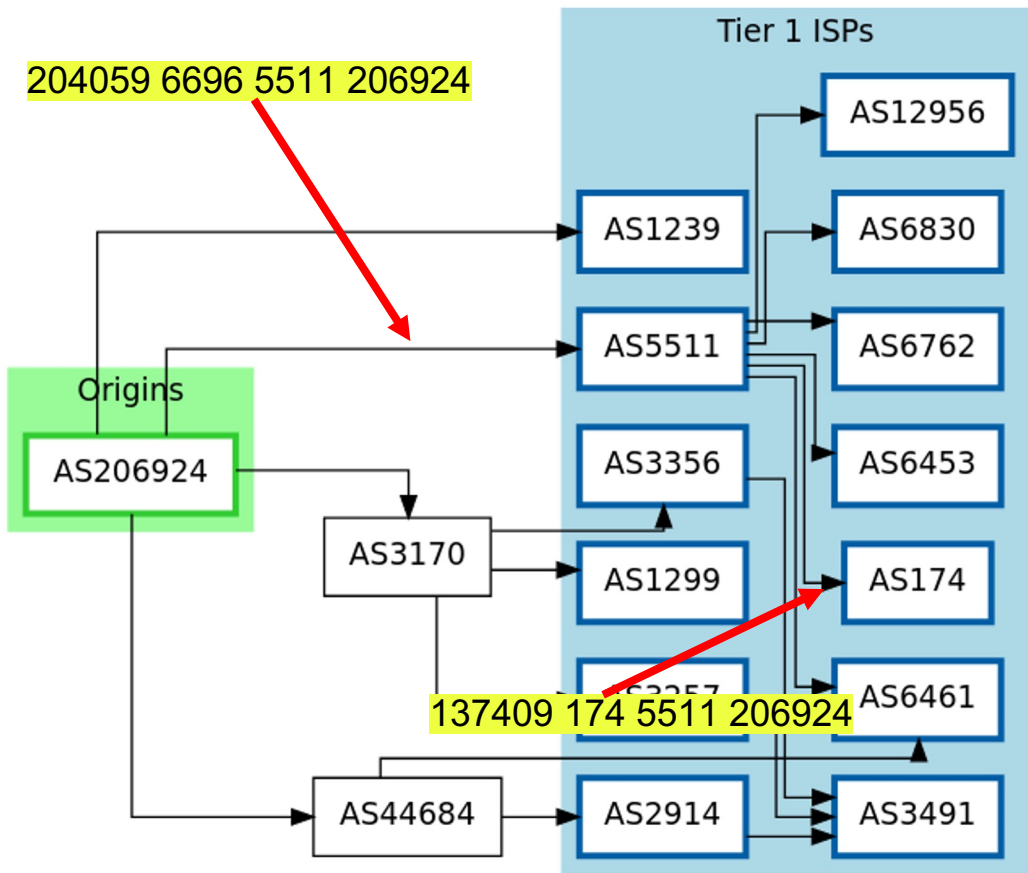 Tier 1 ISPs
204059 6696 5511 206924
AS12956
AS1239
AS6830
AS5511
AS6762
Origins
AS206924
AS3356
AS6453
AS3170
AS1299
AS174
AS3257
AS6461
137409 174 5511 206924
AS44684
AS2914
AS3491